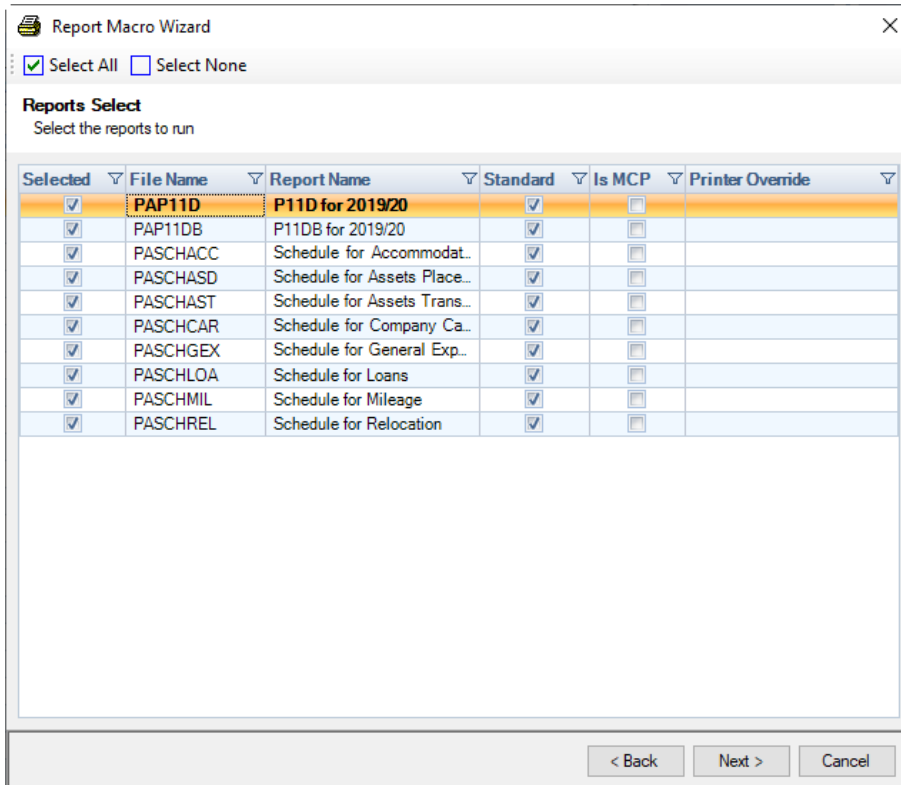 Report Macro Wizard
Select All Select None
Reports Select
Select the reports to run
Selected File Name Report Name Standard Is MCP Printer Override
PAP11D P11D for 2019/20
PAP11DB P11DB for 2019/20
PASCHACC Schedule for Accommodat...
PASCHASD Schedule for Assets Place...
PASCHAST Schedule for Assets Trans...
PASCHCAR Schedule for Company Ca...
PASCHGEX Schedule for General Exp...
PASCHLOA Schedule for Loans
PASCHMIL Schedule for Mileage
PASCHREL Schedule for Relocation
< Back Next > Cancel